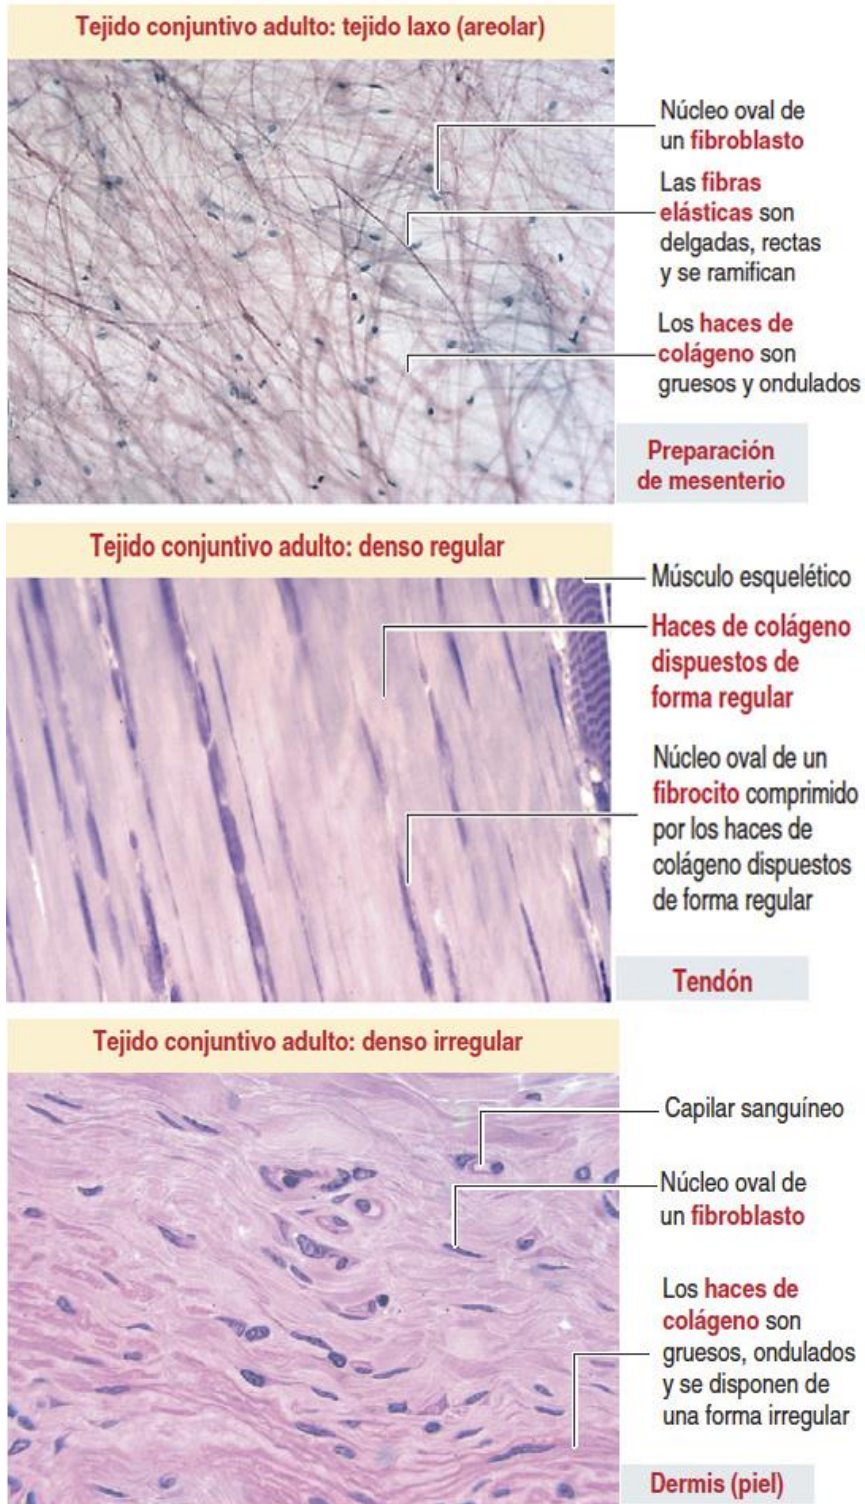 Tejido conjuntivo adulto: tejido laxo (areolar)
Núcleo oval de
un fibroblasto
Las fibras
elásticas son
delgadas, rectas
y se ramifican
Los haces de
colágeno son
gruesos y ondulados
Preparación
de mesenterio
Tejido conjuntivo adulto: denso regular
Músculo esquelético
Haces de colágeno
dispuestos de
forma regular
Núcleo oval de un
fibrocito comprimido
por los haces de
colágeno dispuestos
de forma regular
Tendón
Tejido conjuntivo adulto: denso irregular
Capilar sanguíneo
Núcleo oval de
un fibroblasto
Los haces de
colágeno son
gruesos, ondulados
y se disponen de
una forma irregular
Dermis (piel)